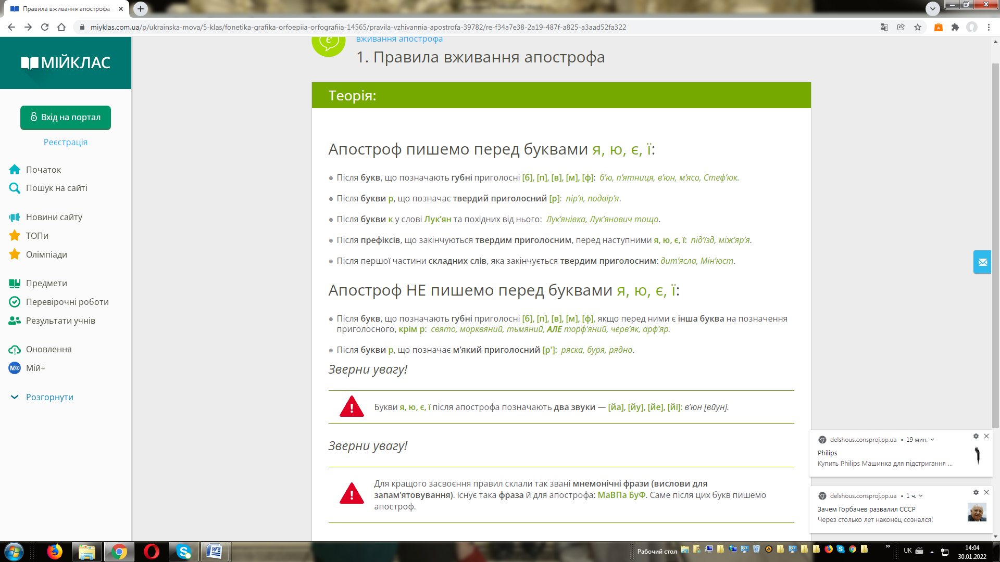 Правила вживання апострофа
miyklas.com.ua/p/ukrainska-mova/5-klas/fonetika-grafika-orfoepiia-orfografiia-14565/pravila-vzhivannia-apostrofa-39782/re-f34a7e38-2a19-487f-a825-a3aad52fa322
МІЙКЛАС
Вхід на портал
Реєстрація
Початок
Пошук на сайті
Новини сайту
ТОПи
Олімпіади
Предмети
Перевірочні роботи
Результати учнів
Оновлення
Мій+
Розгорнути
вживання апострофа
1. Правила вживання апострофа
Теорія:
Апостроф пишемо перед буквами я, ю, є, ї:
• Після букв, що позначають губні приголосні [б], [п], [в], [м], [ф]: б’ю, п’ятниця, в’юн, м’ясо, Стеф’юк.
• Після букви р, що позначає твердий приголосний [р]: пір’я, подвір’я.
• Після букви к у слові Лук’ян та похідних від нього: Лук’янівка, Лук’янович тощо.
• Після префіксів, що закінчуються твердим приголосним, перед наступними я, ю, є, ї: під’їзд, між’яр’я.
• Після першої частини складних слів, яка закінчується твердим приголосним: дит’ясла, Мін’юст.
Апостроф НЕ пишемо перед буквами я, ю, є, ї:
• Після букв, що позначають губні приголосні [б], [п], [в], [м], [ф], якщо перед ними є інша буква на позначення
приголосного, крім р: свято, морквяний, тьмяний, АЛЕ торф’яний, черв’як, арф’яр.
• Після букви р, що позначає м’який приголосний [р']: ряска, буря, рядно.
Зверни увагу!
Букви я, ю, є, ї після апострофа позначають два звуки — [йа], [йу], [йе], [йі]: в’юн [вйун].
Зверни увагу!
Для кращого засвоєння правил склали так звані мнемонічні фрази (вислови для
запам’ятовування). Існує така фраза й для апострофа: МаВПа БуФ. Саме після цих букв пишемо
апостроф.
delshous.consproj.pp.ua • 19 мин.
Philips
Купить Philips Машинка для підстригання ...
delshous.consproj.pp.ua • 1 ч.
Зачем Горбачев развалил СССР
Через столько лет наконец сознался!
Рабочий стол
UK
14:04
30.01.2022